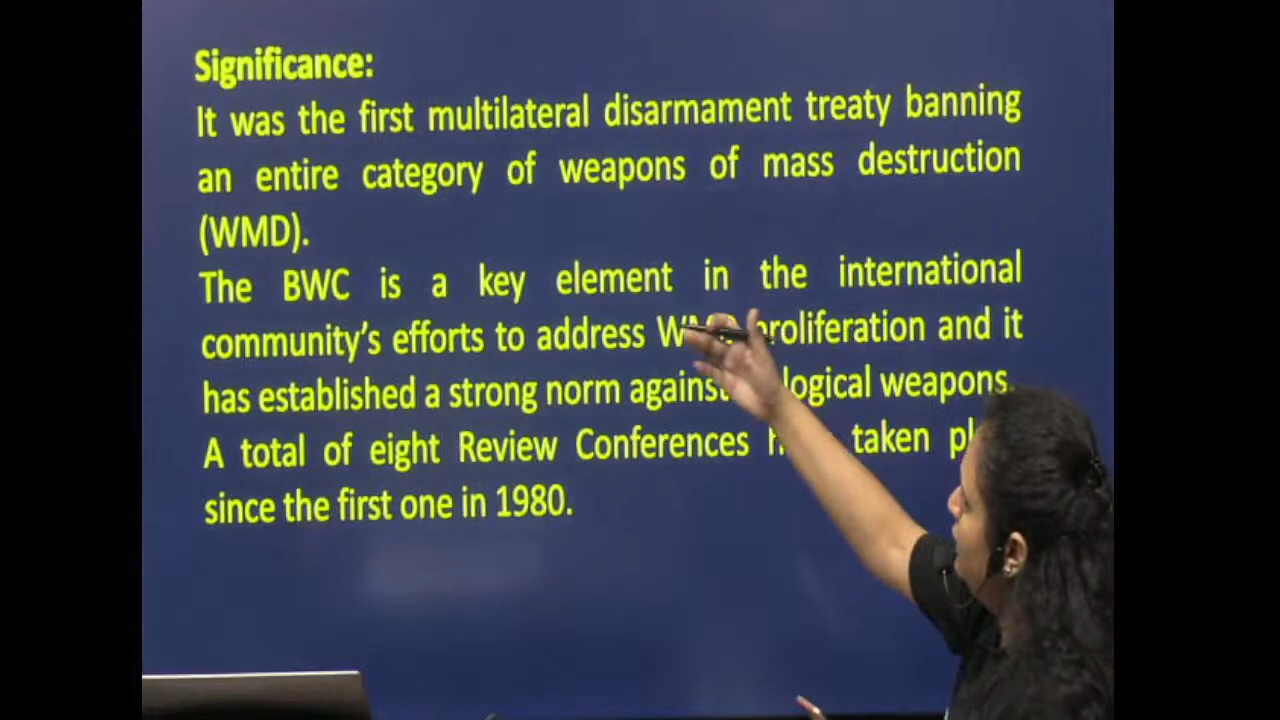 Significance:
It was the first multilateral disarmament treaty banning
an entire category of weapons of mass destruction
(WMD).
The BWC is a key element in the international
community's efforts to address proliferation and it
has established a strong norm against weapons.
A total of eight Review Conferences taken
since the first one in 1980.